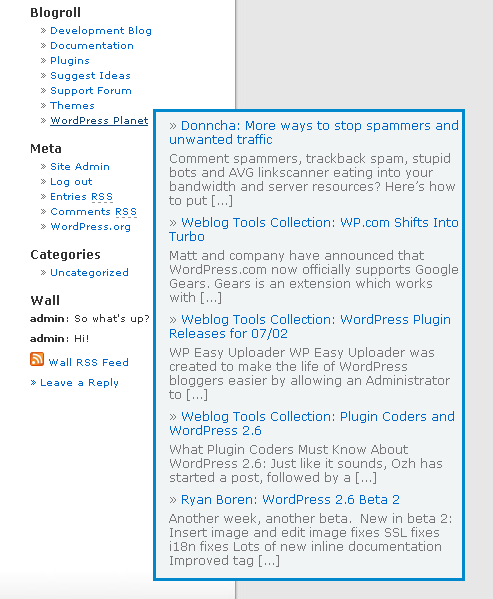 Blogroll
» Development Blog
» Documentation
» Plugins
» Suggest Ideas
» Support Forum
» Themes
» WordPress Planet
Meta
» Site Admin
» Log out
» Entries RSS
» Comments RSS
» WordPress.org
Categories
» Uncategorized
Wall
admin: So what's up?
admin: Hi!
Wall RSS Feed
» Leave a Reply
» Donncha: More ways to stop spammers and
unwanted traffic
Comment spammers, trackback spam, stupid
bots and AVG linkscanner eating into your
bandwidth and server resources? Here’s how
to put [...]
» Weblog Tools Collection: WP.com Shifts Into
Turbo
Matt and company have announced that
WordPress.com now officially supports Google
Gears. Gears is an extension which works
with [...]
» Weblog Tools Collection: WordPress Plugin
Releases for 07/02
WP Easy Uploader WP Easy Uploader was
created to make the life of WordPress
bloggers easier by allowing an Administrator
to [...]
» Weblog Tools Collection: Plugin Coders and
WordPress 2.6
What Plugin Coders Must Know About
WordPress 2.6: Just like it sounds, Ozh has
started a post, followed by a [...]
» Ryan Boren: WordPress 2.6 Beta 2
Another week, another beta.  New in beta 2:
Insert image and edit image fixes SSL fixes
i18n fixes Lots of new inline documentation
Improved tag [...]